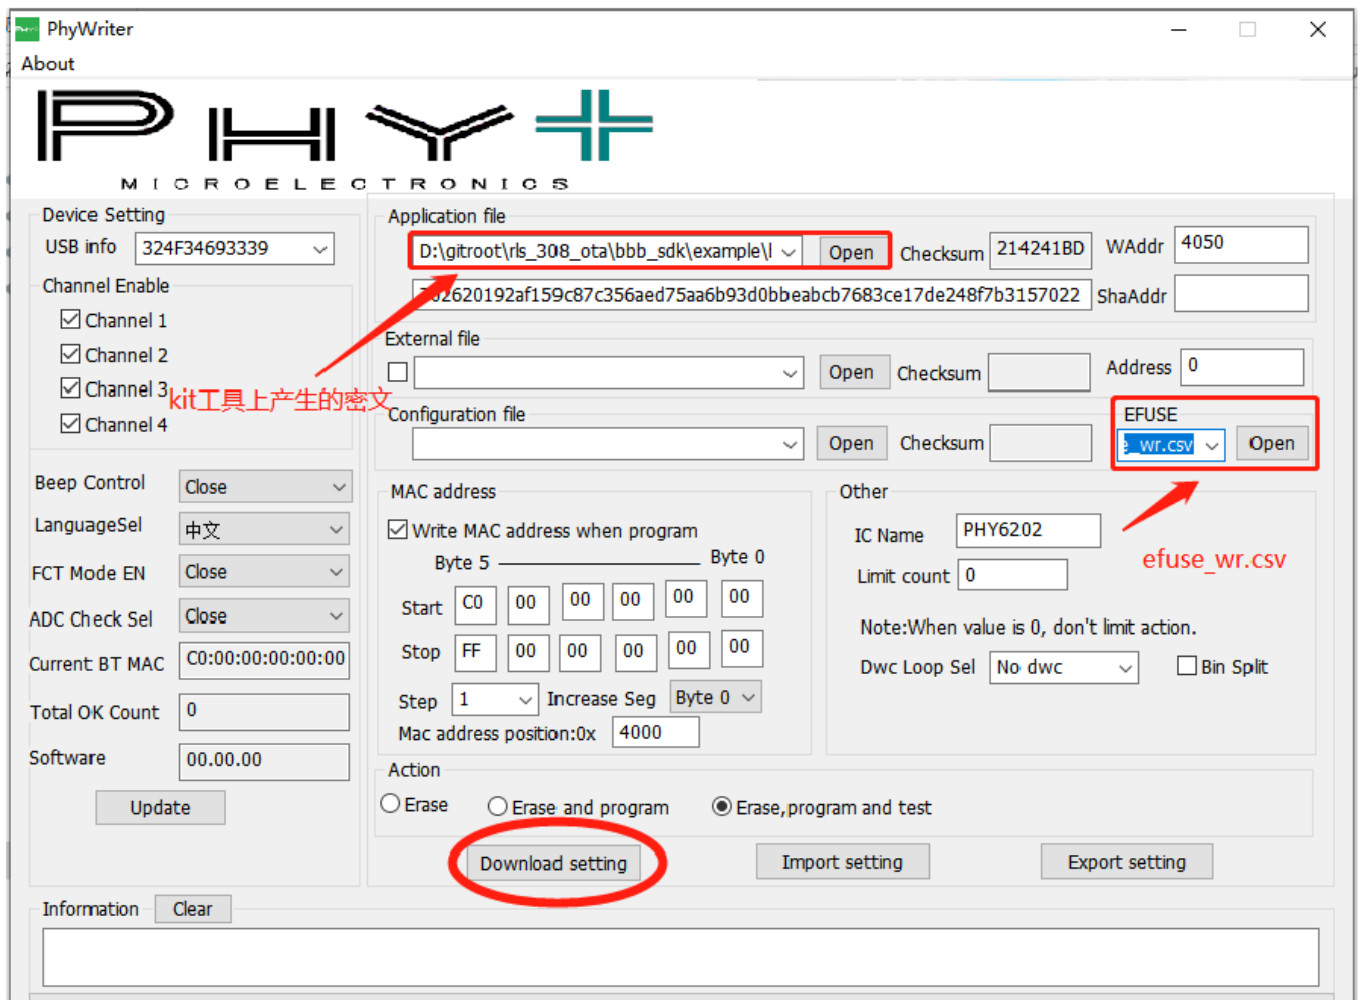 PhyWriter
About
PHY+
MICROELECTRONICS
Device Setting
USB info 324F34693339
Channel Enable
Channel 1
Channel 2
Channel 3
Channel 4
Beep Control Close
LanguageSel 中文
FCT Mode EN Close
ADC Check Sel Close
Current BT MAC C0:00:00:00:00:00
Total OK Count 0
Software 00.00.00
Update
Application file
D:\gitroot\rls_308_ota\bbb_sdk\example\l Open Checksum 214241BD WAddr 4050
02620192af159c87c356aed75aa6b93d0bbeabcb7683ce17de248f7b3157022 ShaAddr
External file
Open Checksum Address 0
kit工具上产生的密文
Configuration file
Open Checksum
EFUSE
e_wr.csv Open
efuse_wr.csv
MAC address
Write MAC address when program
Byte 5 Byte 0
Start C0 00 00 00 00 00
Stop FF 00 00 00 00 00
Step 1 Increase Seg Byte 0
Mac address position:0x 4000
Other
IC Name PHY6202
Limit count 0
Note:When value is 0, don't limit action.
Dwc Loop Sel No dwc Bin Split
Action
Erase Erase and program Erase,program and test
Download setting Import setting Export setting
Information Clear